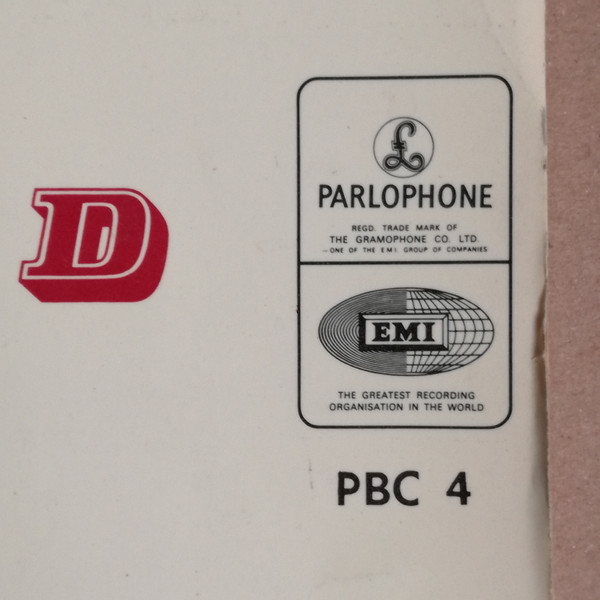 D
£
PARLOPHONE
REGD. TRADE MARK OF
THE GRAMOPHONE CO. LTD.
—ONE OF THE E.M.I. GROUP OF COMPANIES
EMI
THE GREATEST RECORDING
ORGANISATION IN THE WORLD
PBC 4